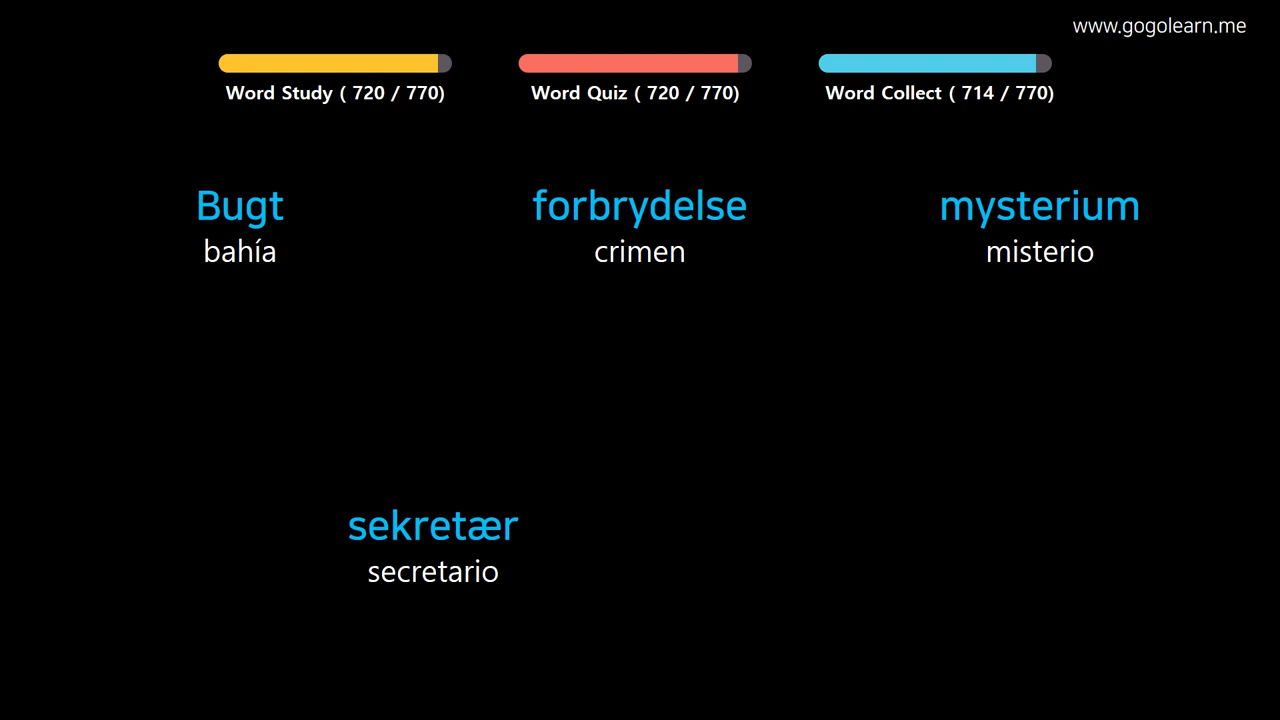 www.gogolearn.me
Word Study ( 720 / 770)
Word Quiz ( 720 / 770)
Word Collect ( 714 / 770)
Bugt
bahía
forbrydelse
crimen
mysterium
misterio
sekretær
secretario